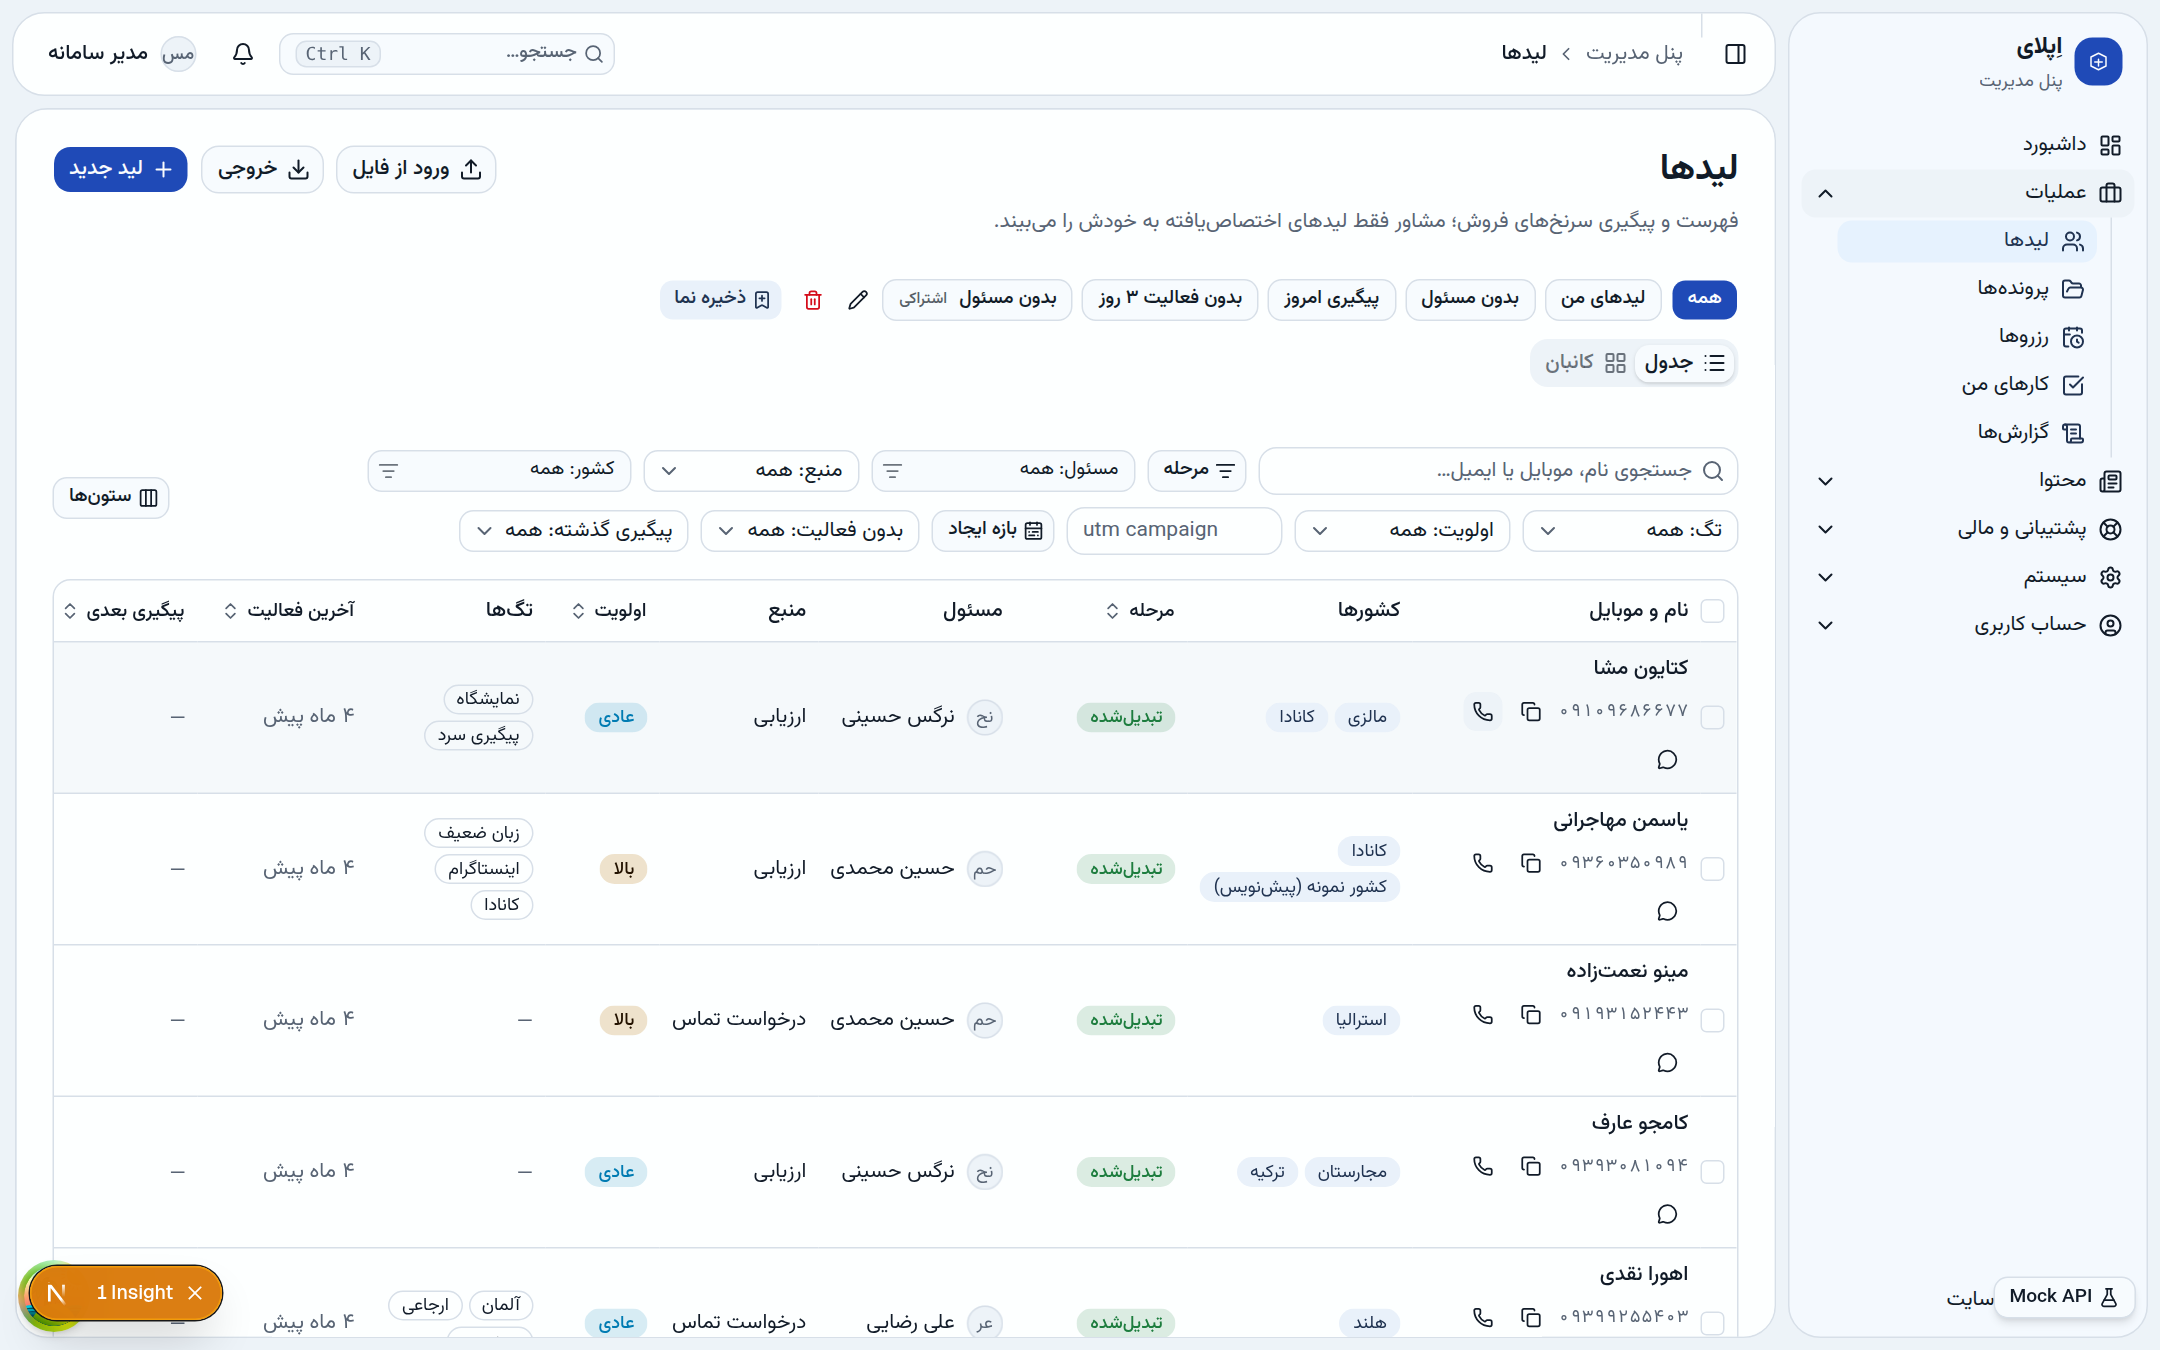 اِپلای
پنل مدیریت
داشبورد
عملیات
لیدها
پرونده‌ها
رزروها
کارهای من
گزارش‌ها
محتوا
پشتیبانی و مالی
سیستم
حساب کاربری
Mock API
سایت
پنل مدیریت
لیدها
جستجو...
Ctrl K
مس
مدیر سامانه
لیدها
ورود از فایل
خروجی
لید جدید
فهرست و پیگیری سرنخ‌های فروش؛ مشاور فقط لیدهای اختصاص‌یافته به خودش را می‌بیند.
همه
لیدهای من
بدون مسئول
پیگیری امروز
بدون فعالیت ۳ روز
بدون مسئول اشتراکی
ذخیره نما
جدول
کانبان
جستجوی نام، موبایل یا ایمیل...
مرحله
مسئول: همه
منبع: همه
کشور: همه
ستون‌ها
تگ: همه
اولویت: همه
utm campaign
بازه ایجاد
بدون فعالیت: همه
پیگیری گذشته: همه
نام و موبایل کشورها مرحله مسئول منبع اولویت تگ‌ها آخرین فعالیت پیگیری بعدی
کتایون مشا
۰۹۱۰۹۶۸۶۶۷۷
مالزی کانادا
تبدیل‌شده
نح نرگس حسینی
ارزیابی
عادی
نمایشگاه
پیگیری سرد
۴ ماه پیش
—
یاسمن مهاجرانی
۰۹۳۶۰۳۵۰۹۸۹
کانادا
کشور نمونه (پیش‌نویس)
تبدیل‌شده
حم حسین محمدی
ارزیابی
بالا
زبان ضعیف
اینستاگرام
کانادا
۴ ماه پیش
—
مینو نعمت‌زاده
۰۹۱۹۳۱۵۲۴۴۳
استرالیا
تبدیل‌شده
حم حسین محمدی
درخواست تماس
بالا
—
۴ ماه پیش
—
کامجو عارف
۰۹۳۹۳۰۸۱۰۹۴
مجارستان ترکیه
تبدیل‌شده
نح نرگس حسینی
ارزیابی
عادی
—
۴ ماه پیش
—
اهورا نقدی
۰۹۳۹۹۲۵۵۴۰۳
هلند
تبدیل‌شده
عر علی رضایی
درخواست تماس
عادی
آلمان ارجاعی
۴ ماه پیش
—
N 1 Insight